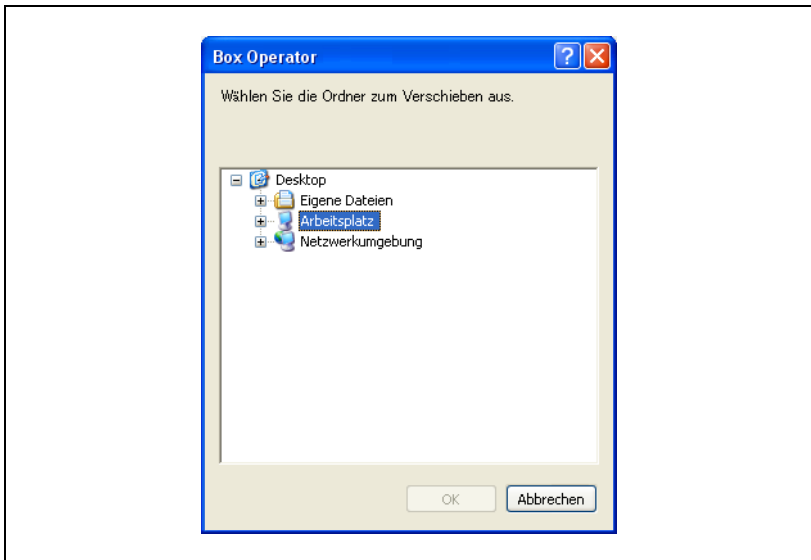 Box Operator
Wählen Sie die Ordner zum Verschieben aus.
Desktop
Eigene Dateien
Arbeitsplatz
Netzwerkumgebung
OK Abbrechen